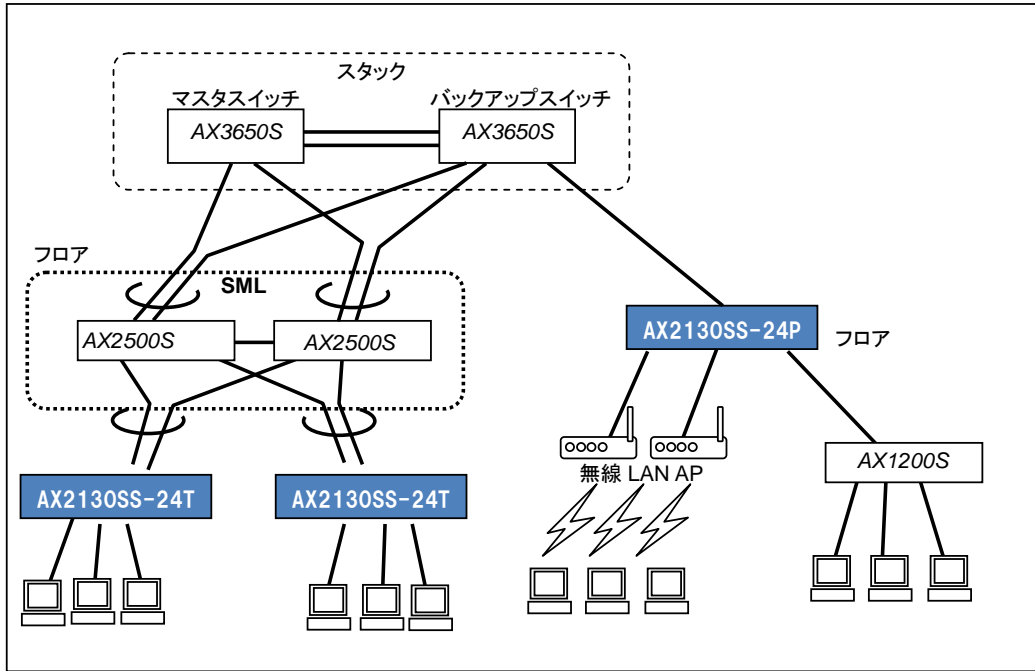 スタック
マスタスイッチ
バックアップスイッチ
AX3650S
AX3650S
フロア
SML
AX2500S
AX2500S
AX2130SS-24P
フロア
無線 LAN AP
AX1200S
AX2130SS-24T
AX2130SS-24T